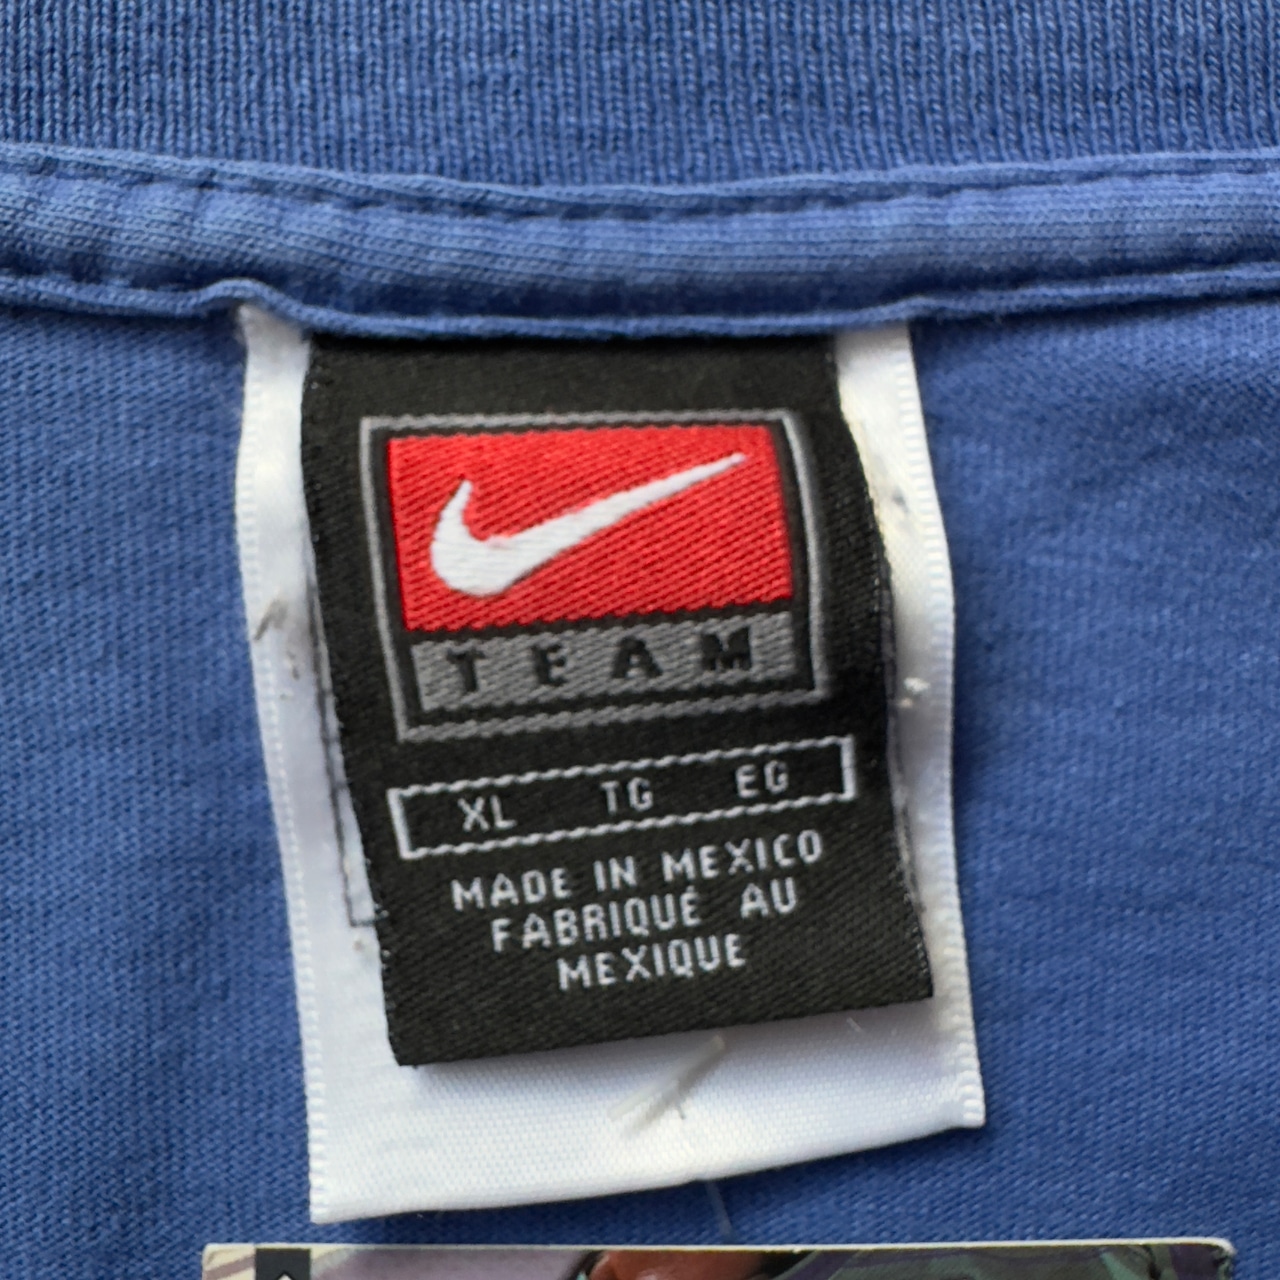 TEAM
XL TG EG
MADE IN MEXICO
FABRIQUÉ AU
MEXIQUE